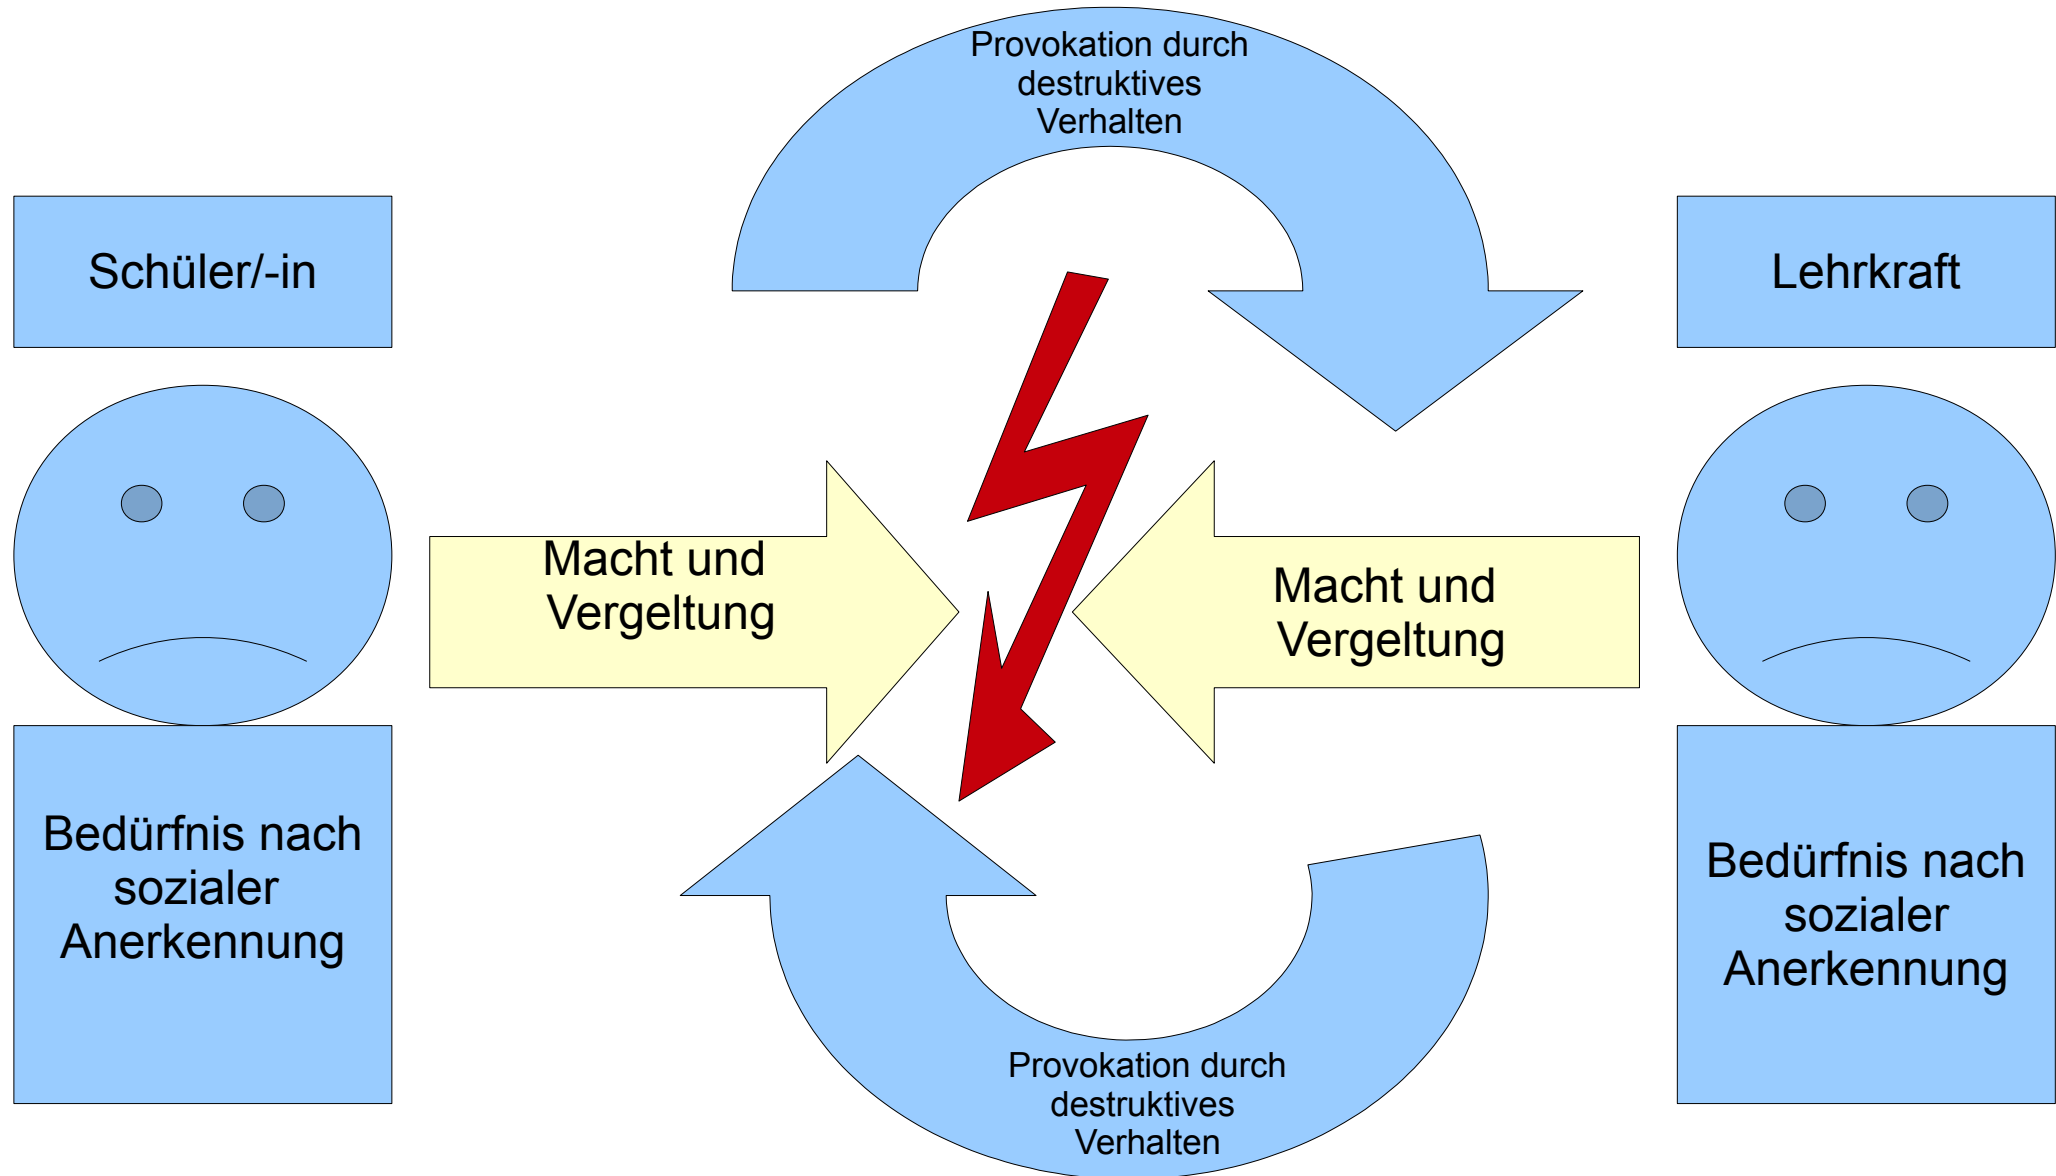 Provokation durch
destruktives
Verhalten
Schüler/-in
Lehrkraft
Macht und
Vergeltung
Macht und
Vergeltung
Bedürfnis nach
sozialer
Anerkennung
Bedürfnis nach
sozialer
Anerkennung
Provokation durch
destruktives
Verhalten